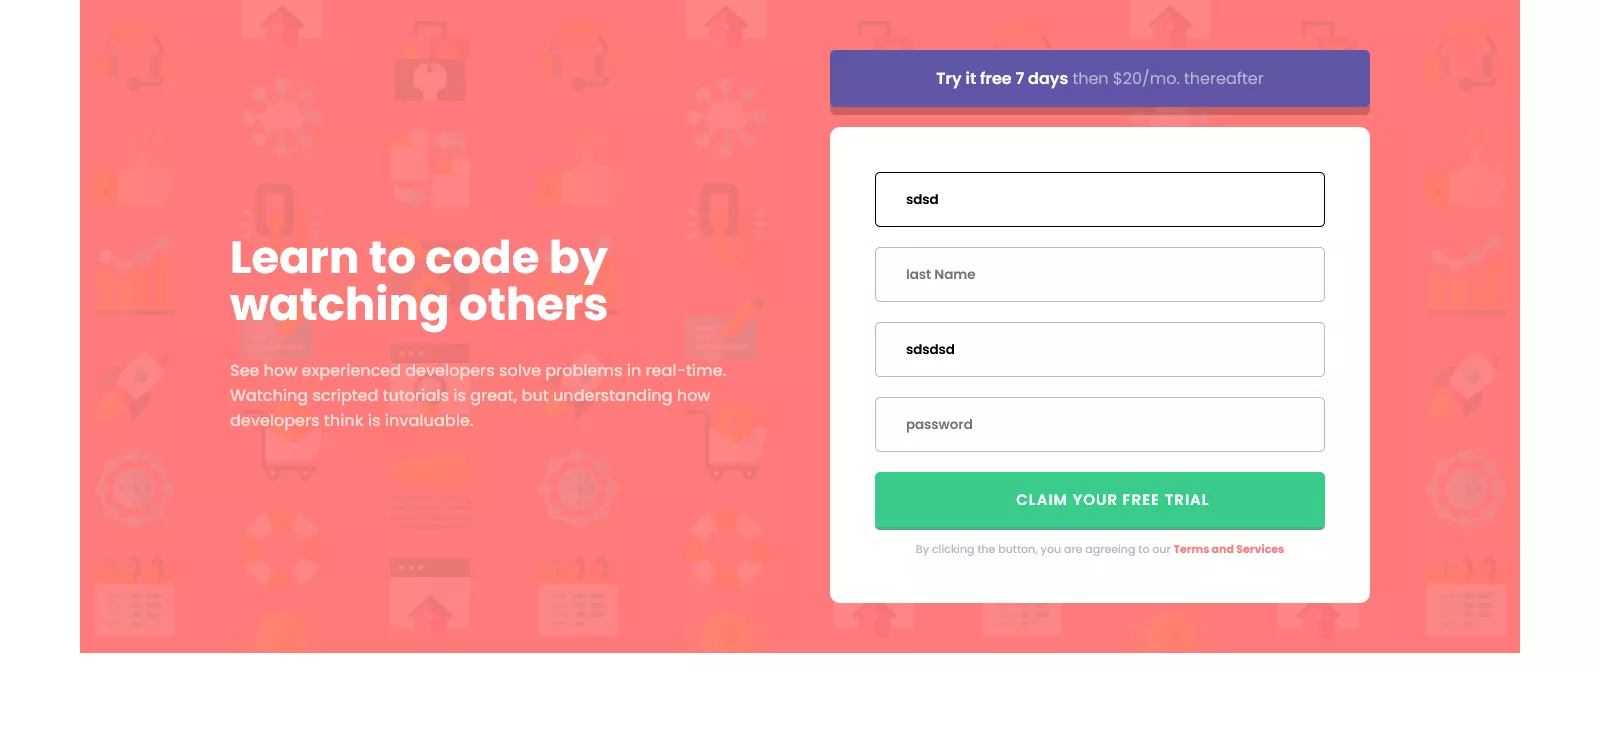 Try it free 7 days then $20/mo. thereafter
sdsd
last Name
Learn to code by
watching others
sdsdsd
See how experienced developers solve problems in real-time.
Watching scripted tutorials is great, but understanding how
developers think is invaluable.
password
CLAIM YOUR FREE TRIAL
By clicking the button, you are agreeing to our Terms and Services